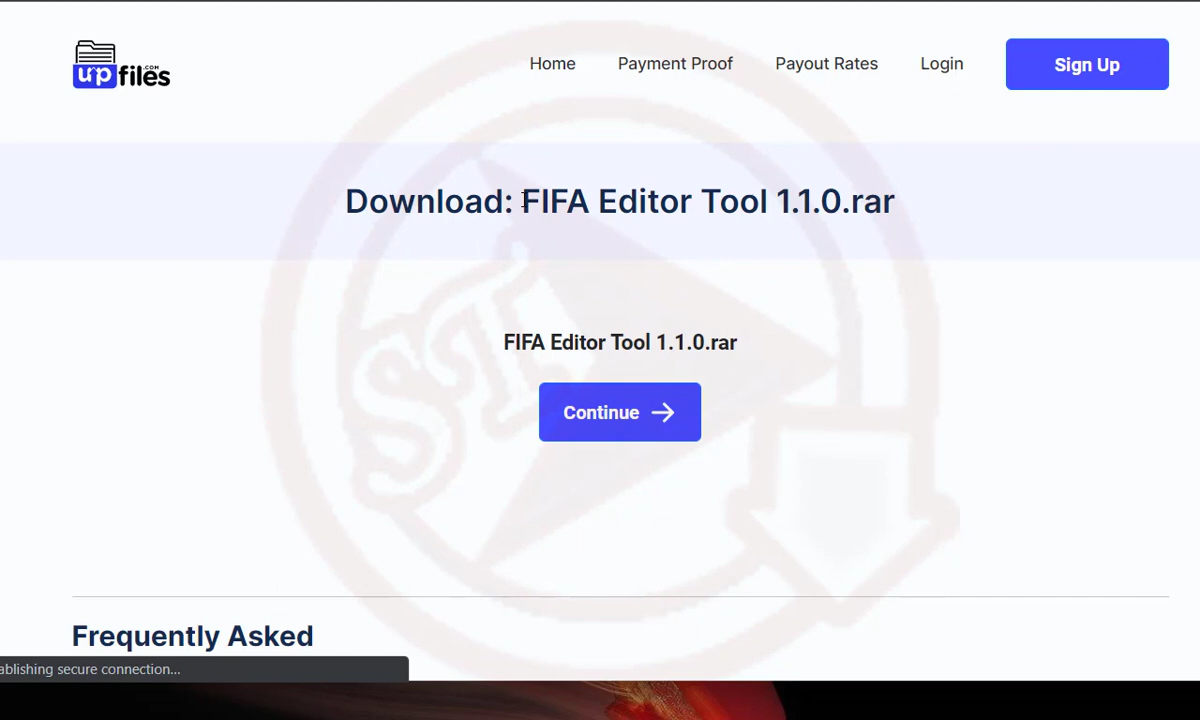 upfiles
.COM
Home
Payment Proof
Payout Rates
Login
Sign Up
Download: FIFA Editor Tool 1.1.0.rar
FIFA Editor Tool 1.1.0.rar
Continue
ST.
Frequently Asked
ablishing secure connection...